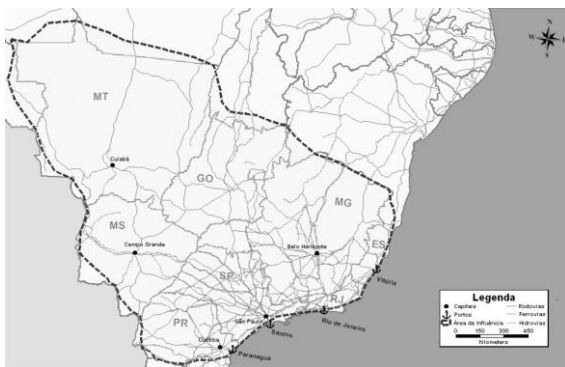 N
W
E
S
MT
Cuiabá
GO
MS
MG
Campo Grande
Belo Horizonte
ES
Vitória
SP
RJ
Rio de Janeiro
São Paulo
Santos
PR
Curitiba
Paranaguá
Legenda
Capitais
Rodovias
Portos
Ferrovias
Área de Influência
Hidrovias
0 150 300 450
Kilometers